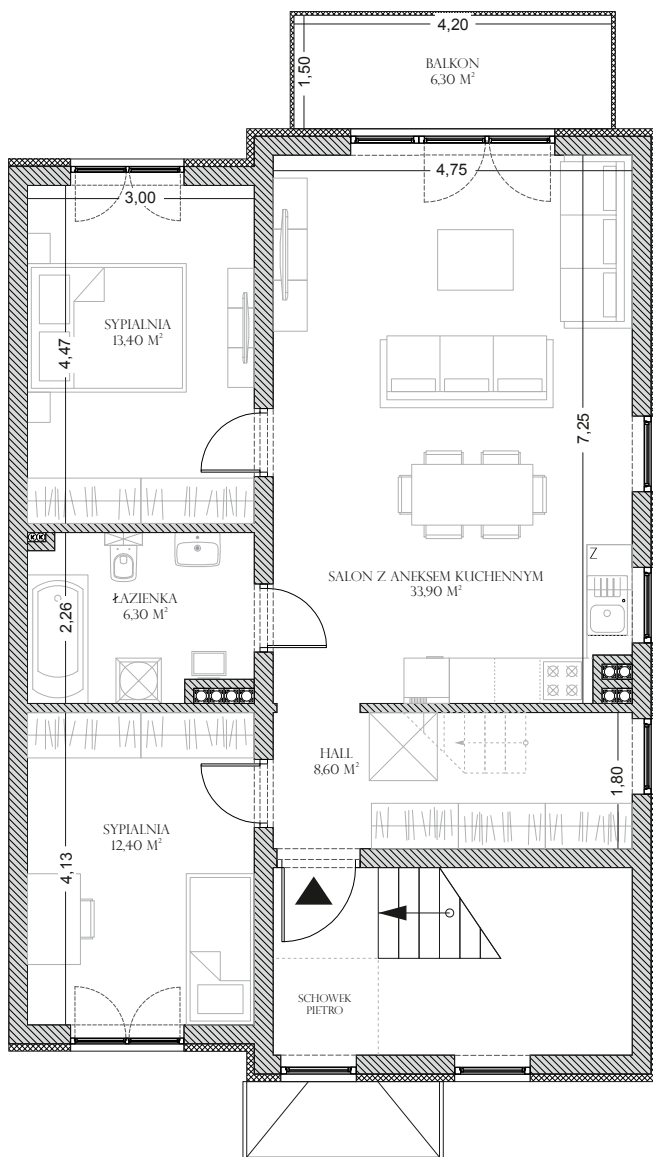 4,20
1,50
BALKON
6,30 M²
3,00
4,75
SYPIALNIA
13,40 M²
4,47
7,25
Z
SALON Z ANEKSEM KUCHENNYM
33,90 M²
ŁAZIENKA
6,30 M²
2,26
HALL
8,60 M²
1,80
SYPIALNIA
12,40 M²
4,13
SCHOWEK
PIETRO